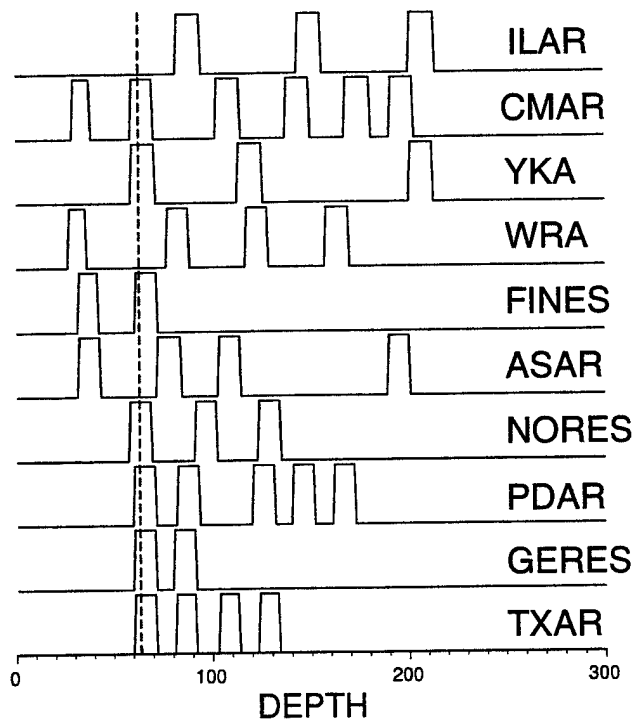 ILAR
CMAR
YKA
WRA
FINES
ASAR
NORES
PDAR
GERES
TXAR
0 100 200 300
DEPTH